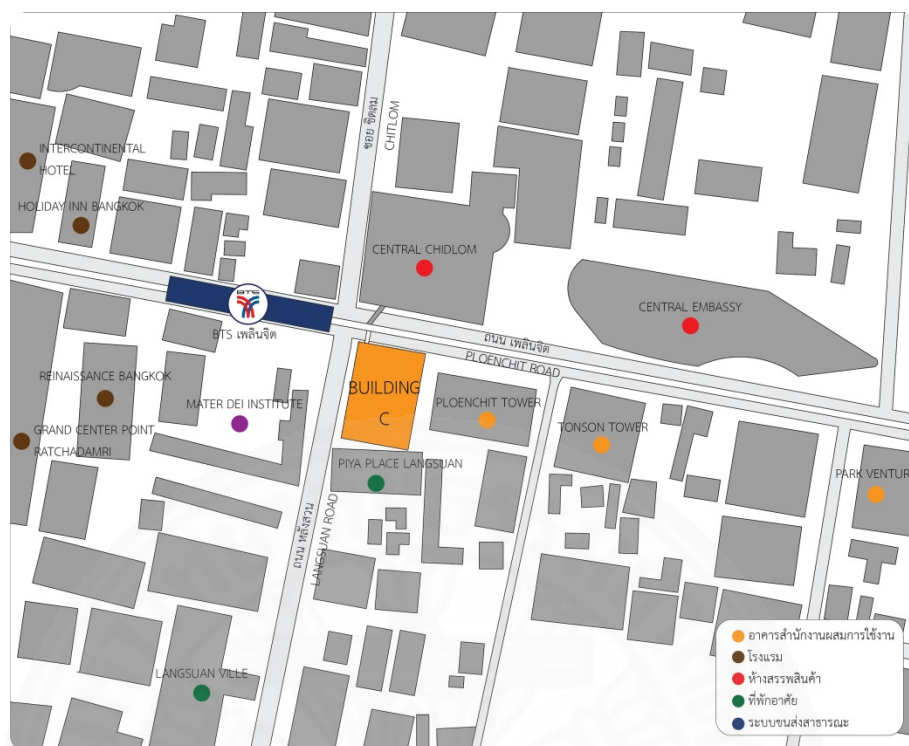 ซอย ชิดลม
CHITLOM
INTERCONTINENTAL
HOTEL
HOLIDAY INN BANGKOK
CENTRAL CHIDLOM
CENTRAL EMBASSY
BTS
BTS เพลินจิต
ถนน เพลินจิต
PLOENCHIT ROAD
REINAISSANCE BANGKOK
MATER DEI INSTITUTE
BUILDING
C
PLOENCHIT TOWER
TONSON TOWER
GRAND CENTER POINT
RATCHADAMRI
PIYA PLACE LANGSUAN
PARK VENTUR
ถนน หลังสวน
LANGSUAN ROAD
LANGSUAN VILLE
อาคารสำนักงานผสมการใช้งาน
โรงแรม
ห้างสรรพสินค้า
ที่พักอาศัย
ระบบขนส่งสาธารณะ